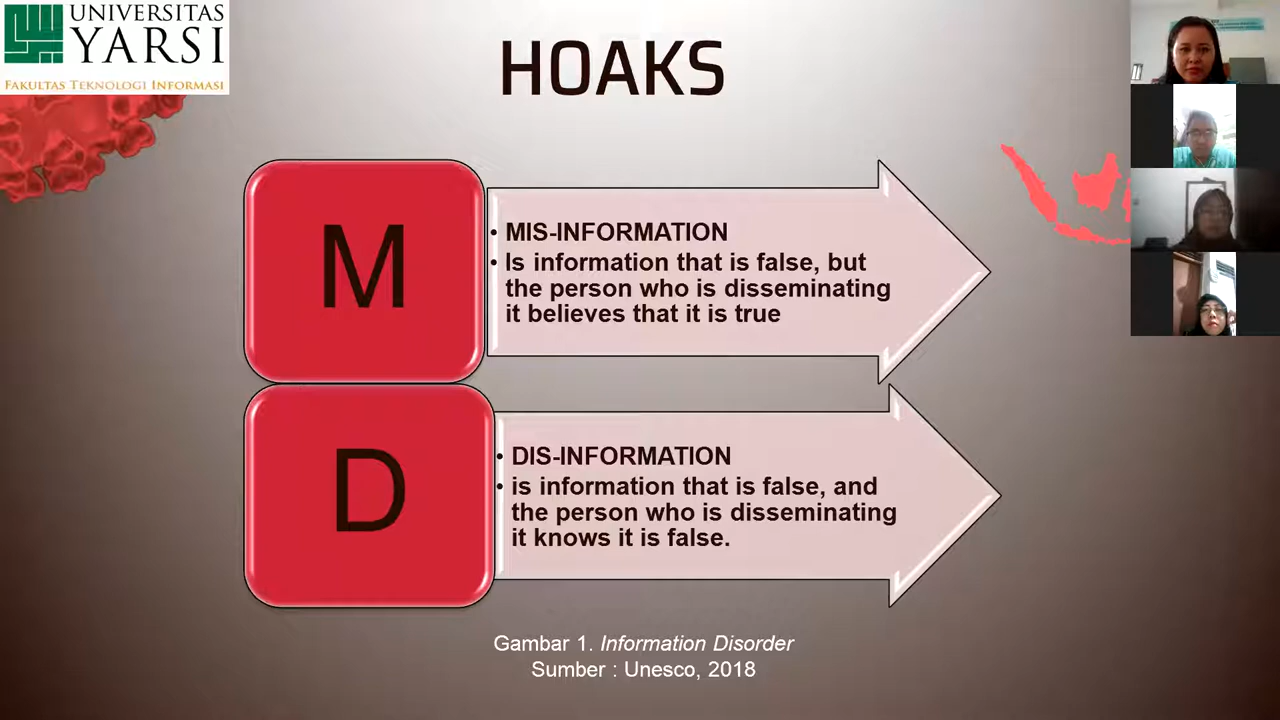 UNIVERSITAS
YARSI
FAKULTAS TEKNOLOGI INFORMASI
HOAKS
M
• MIS-INFORMATION
• Is information that is false, but
the person who is disseminating
it believes that it is true
D
• DIS-INFORMATION
• is information that is false, and
the person who is disseminating
it knows it is false.
Gambar 1. Information Disorder
Sumber : Unesco, 2018